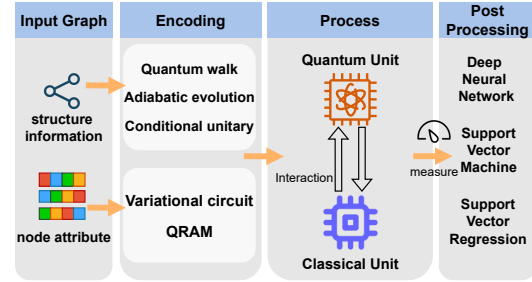 Input Graph
Encoding
Process
Post
Processing
structure
information
node attribute
Quantum walk
Adiabatic evolution
Conditional unitary
Variational circuit
QRAM
Quantum Unit
Interaction
Classical Unit
measure
Deep
Neural
Network
Support
Vector
Machine
Support
Vector
Regression